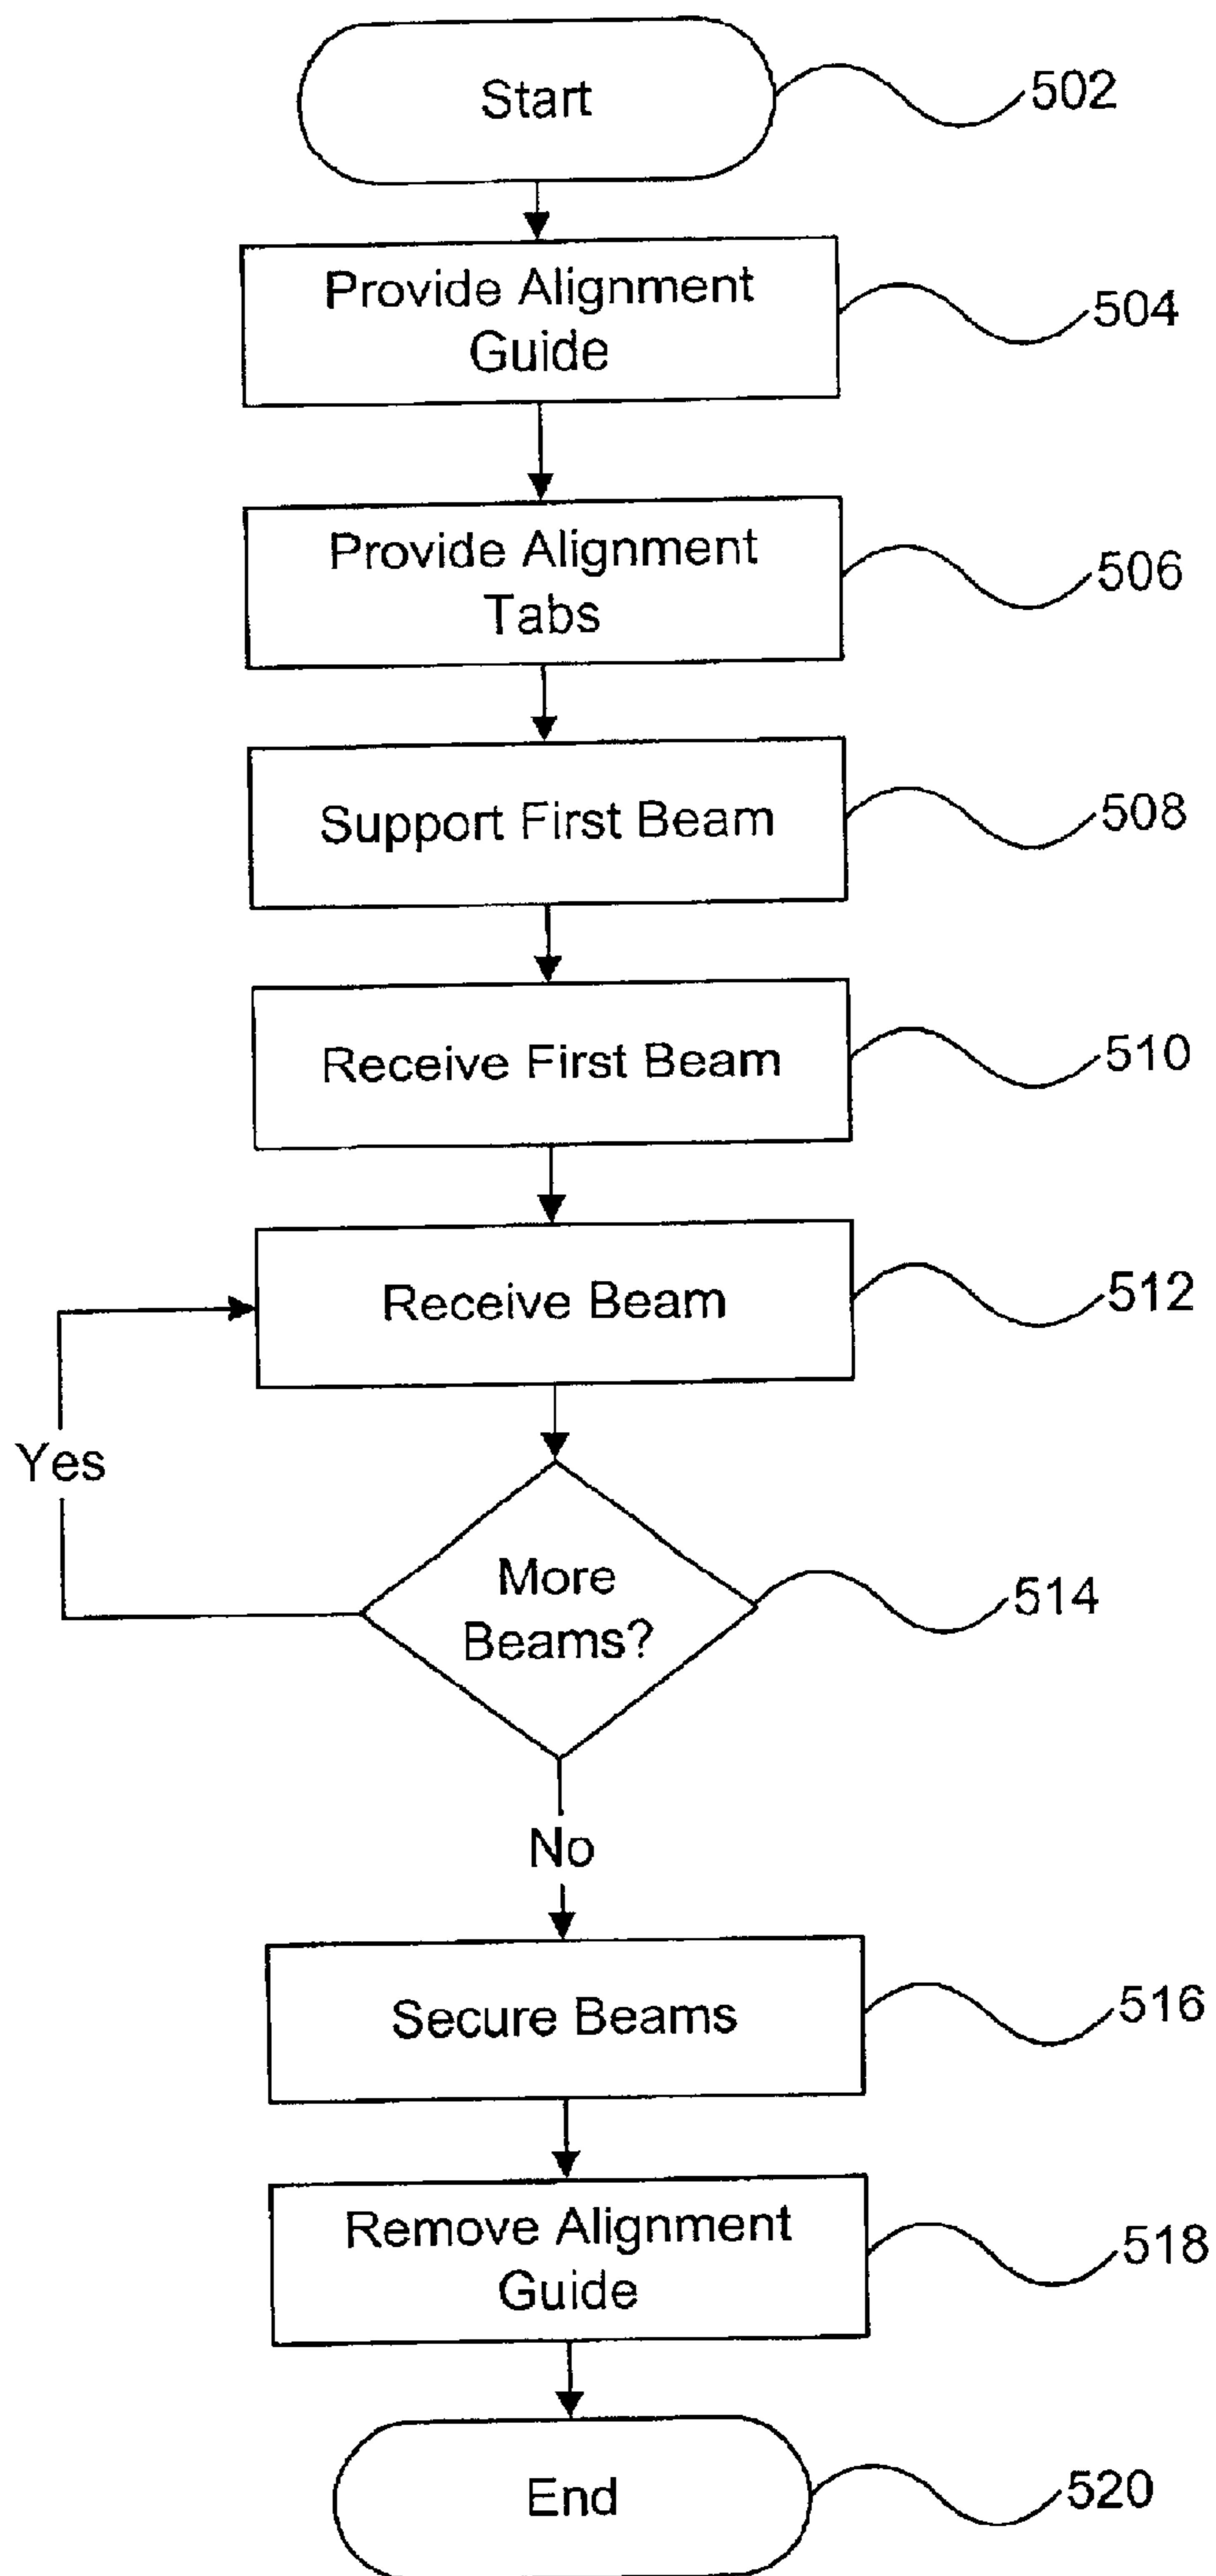 Start
502
Provide Alignment
Guide
504
Provide Alignment
Tabs
506
Support First Beam
508
Receive First Beam
510
Receive Beam
512
Yes
More
Beams?
514
No
Secure Beams
516
Remove Alignment
Guide
518
End
520